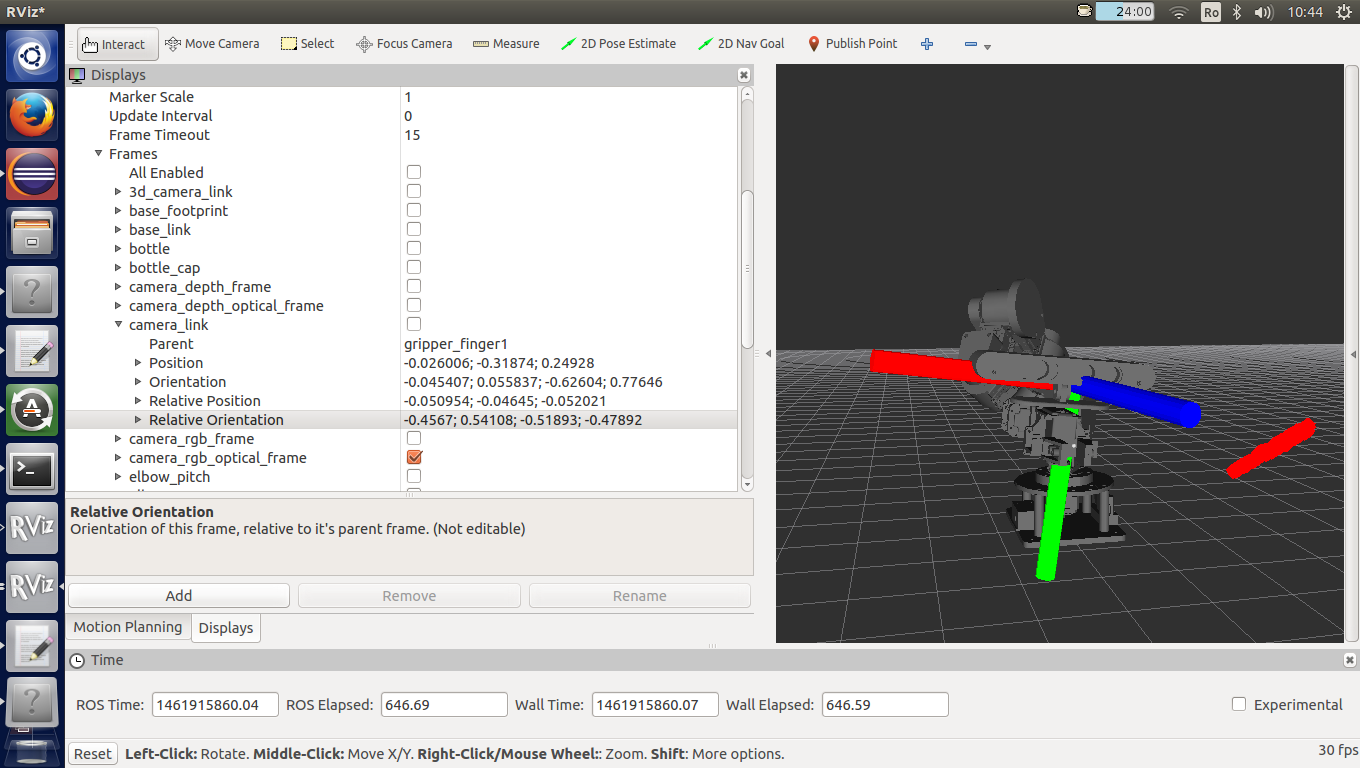 RViz*
24:00
Ro
10:44
Interact
Move Camera
Select
Focus Camera
Measure
2D Pose Estimate
2D Nav Goal
Publish Point
Displays
Marker Scale 1
Update Interval 0
Frame Timeout 15
Frames
All Enabled
3d_camera_link
base_footprint
base_link
bottle
bottle_cap
camera_depth_frame
camera_depth_optical_frame
camera_link
Parent gripper_finger1
Position -0.026006; -0.31874; 0.24928
Orientation -0.045407; 0.055837; -0.62604; 0.77646
Relative Position -0.050954; -0.04645; -0.052021
Relative Orientation -0.4567; 0.54108; -0.51893; -0.47892
camera_rgb_frame
camera_rgb_optical_frame
elbow_pitch
Relative Orientation
Orientation of this frame, relative to it's parent frame. (Not editable)
Add
Remove
Rename
Motion Planning
Displays
RViz
RViz
Time
ROS Time: 1461915860.04 ROS Elapsed: 646.69 Wall Time: 1461915860.07 Wall Elapsed: 646.59 Experimental
Reset Left-Click: Rotate. Middle-Click: Move X/Y. Right-Click/Mouse Wheel:: Zoom. Shift: More options. 30 fps